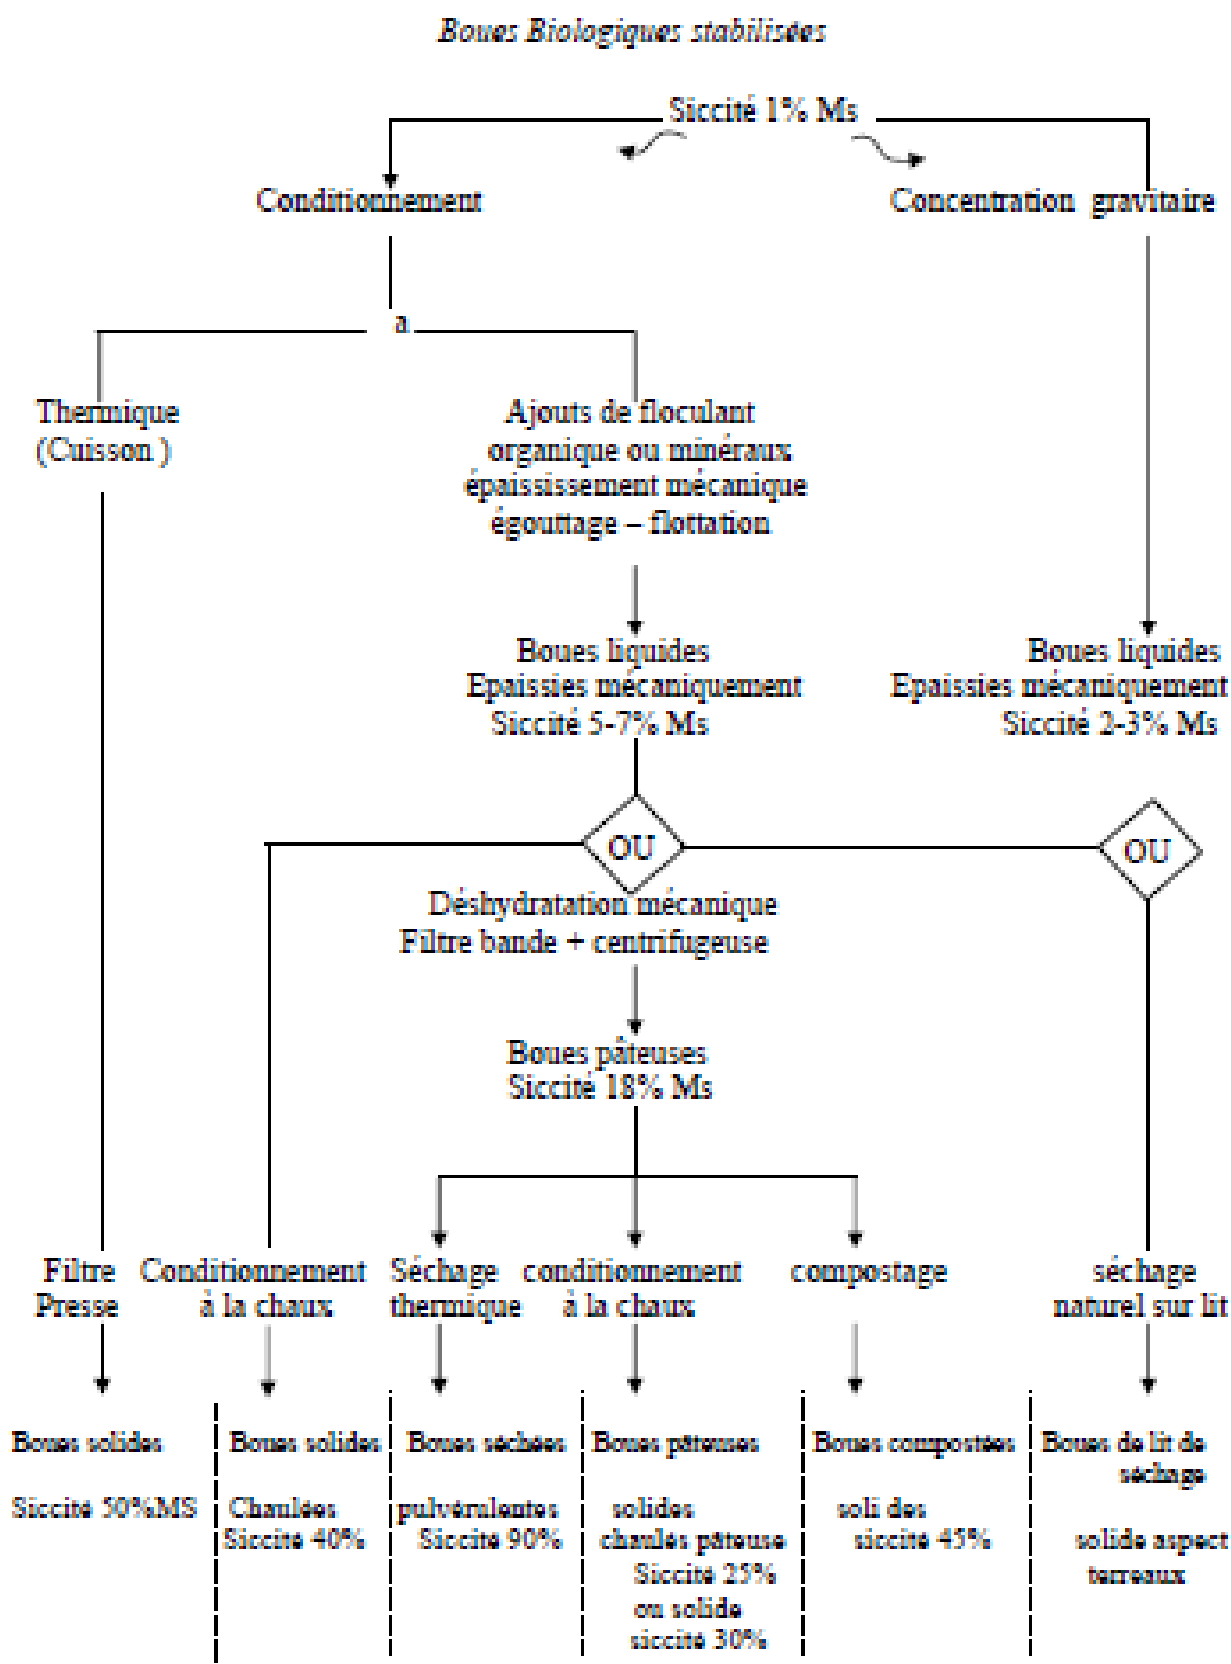 Boues Biologiques stabilisées
Siccité 1% Ms
Conditionnement
Concentration gravitaire
a
Thermique
(Cuisson )
Ajouts de floculant
organique ou minéraux
épaississement mécanique
égouttage – flottation
Boues liquides
Epaissies mécaniquement
Siccité 5-7% Ms
Boues liquides
Epaissies mécaniquement
Siccité 2-3% Ms
OU
OU
Déshydratation mécanique
Filtre bande + centrifugeuse
Boues pâteuses
Siccité 18% Ms
Filtre
Presse
Conditionnement
à la chaux
Séchage
thermique
conditionnement
à la chaux
compostage
séchage
naturel sur lit
Boues solides
Siccité 50%MS
Boues solides
Chaulées
Siccité 40%
Boues séchées
pulvérulentes
Siccité 90%
Boues pâteuses
solides
chaulés pâteuse
Siccité 25%
ou solide
siccité 30%
Boues compostées
soli des
siccité 45%
Boues de lit de
séchage
solide aspect
terreaux